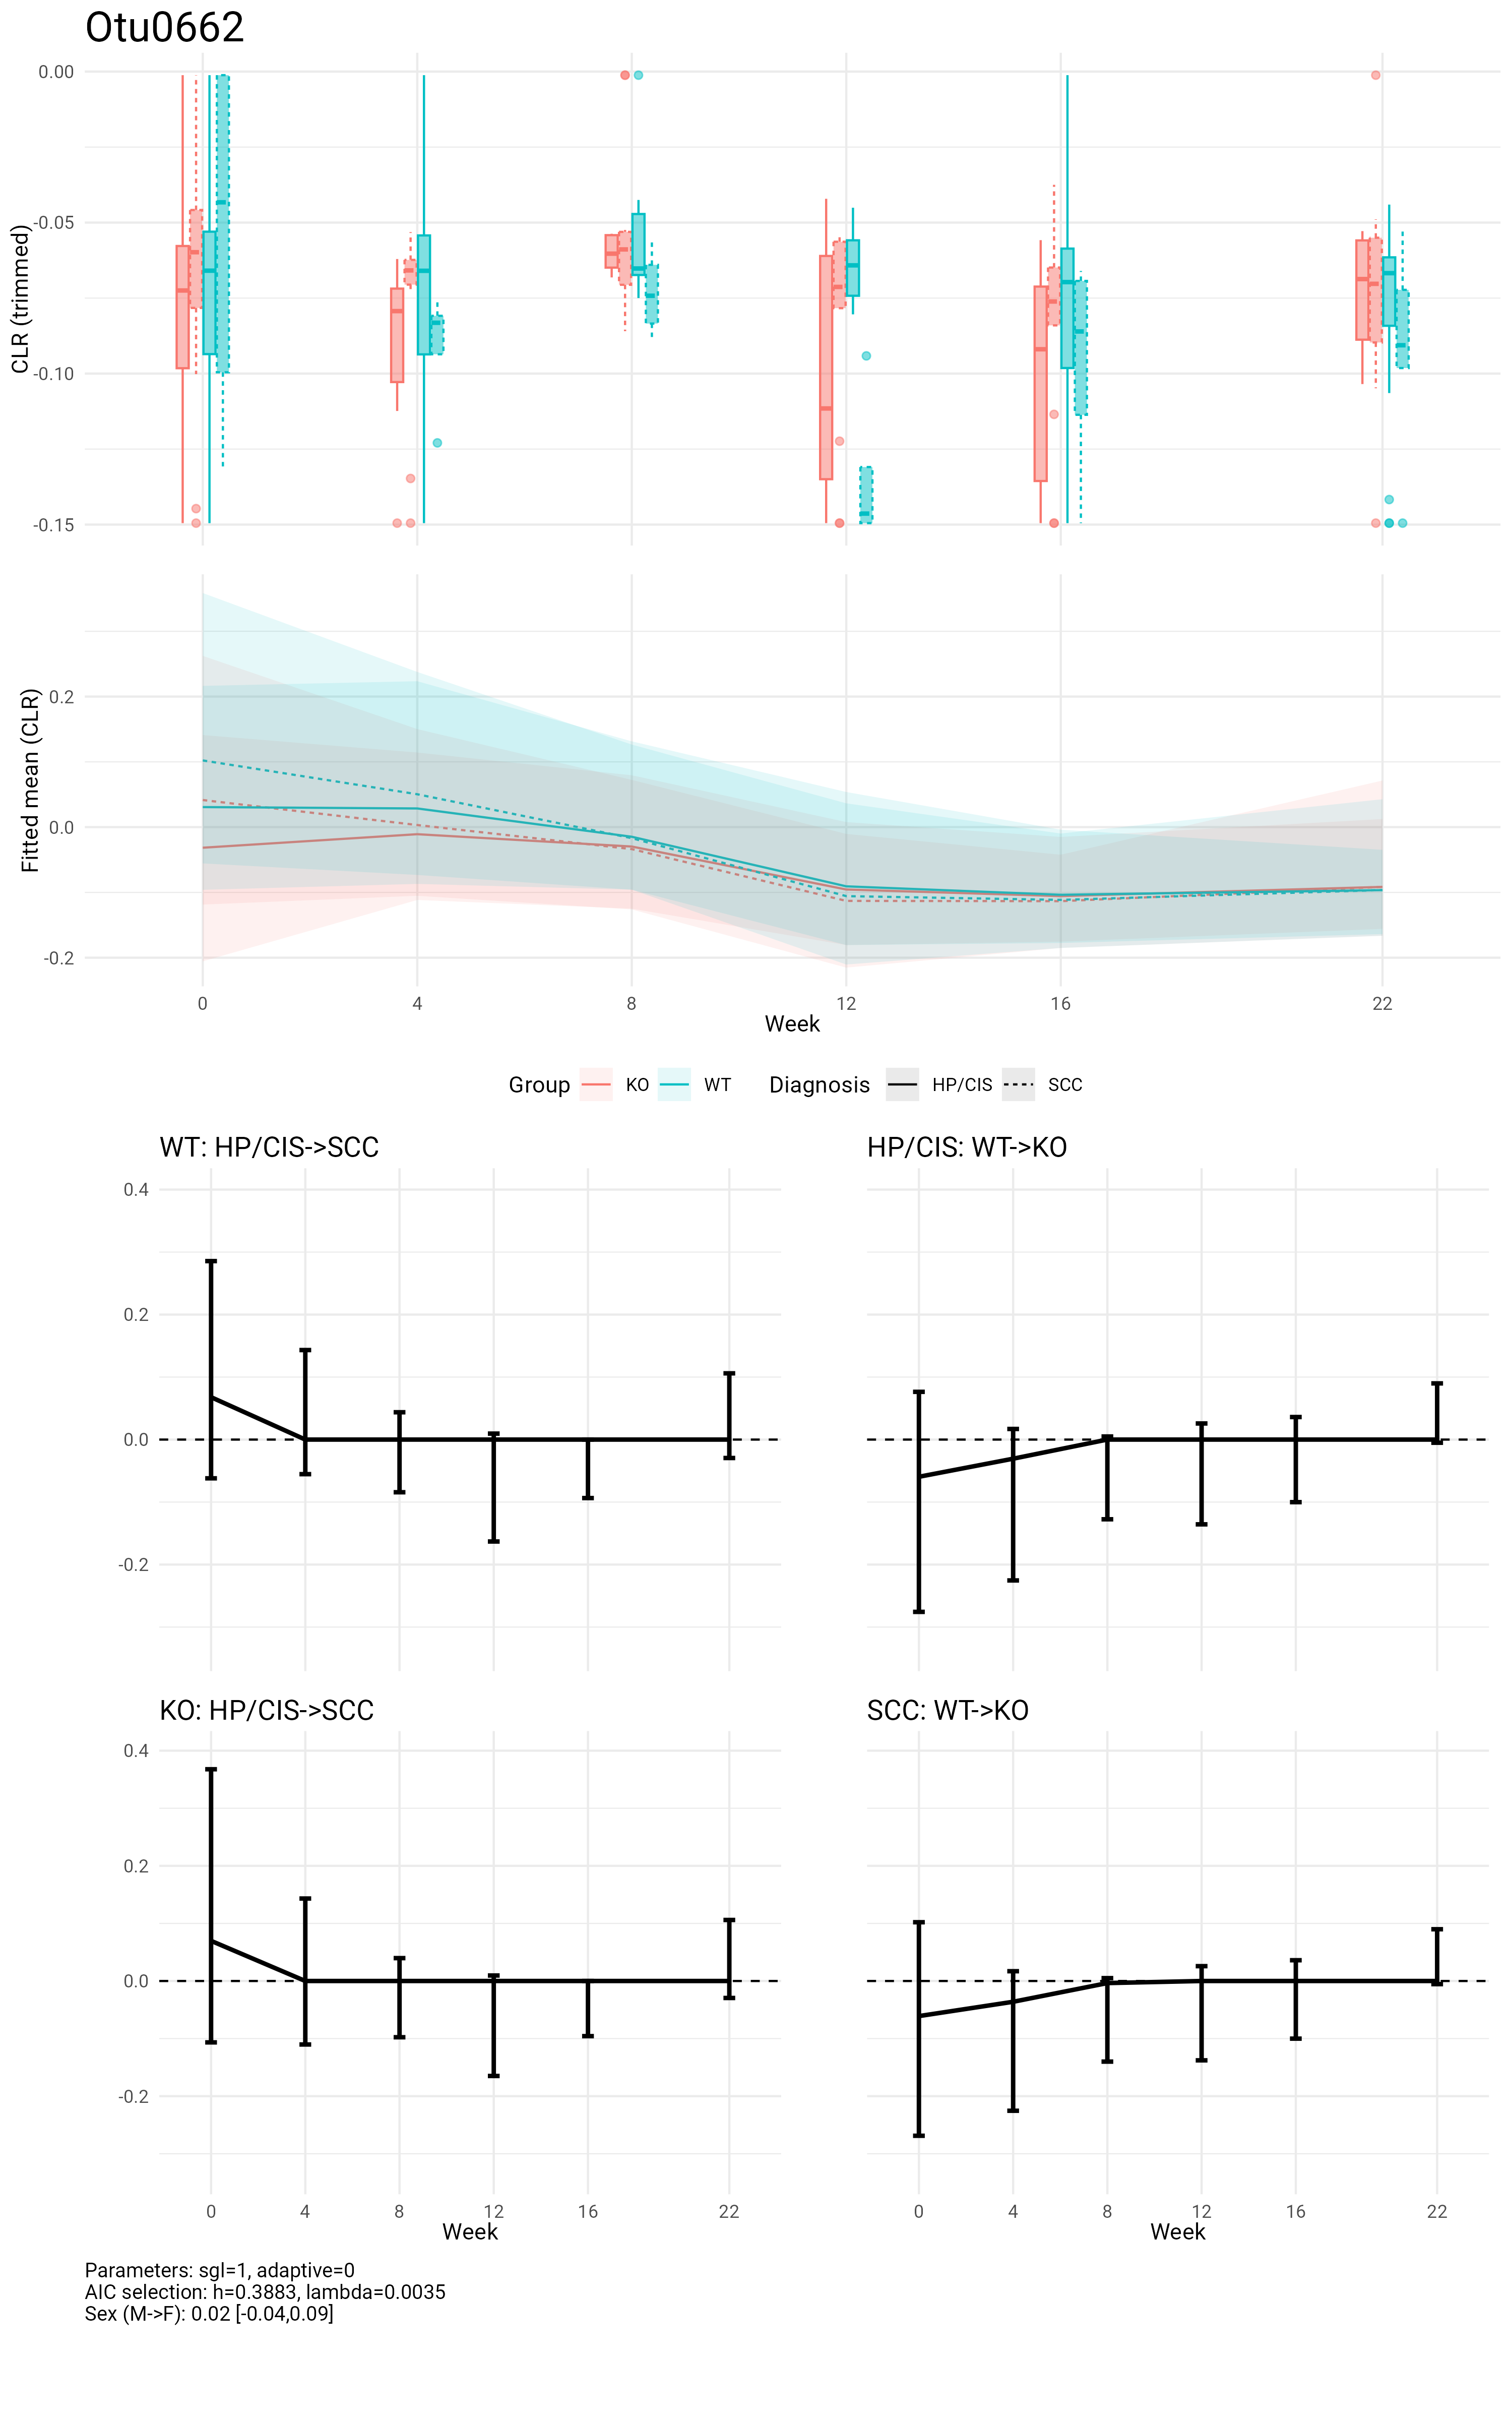 Otu0662
0.00
-0.05
-0.10
-0.15
CLR (trimmed)
0.2
0.0
-0.2
Fitted mean (CLR)
0 4 8 12 16 22
Week
Group KO WT Diagnosis HP/CIS SCC
WT: HP/CIS->SCC
0.4
0.2
0.0
-0.2
HP/CIS: WT->KO
KO: HP/CIS->SCC
0.4
0.2
0.0
-0.2
0 4 8 12 16 22
Week
SCC: WT->KO
0 4 8 12 16 22
Week
Parameters: sgl=1, adaptive=0
AIC selection: h=0.3883, lambda=0.0035
Sex (M->F): 0.02 [-0.04,0.09]